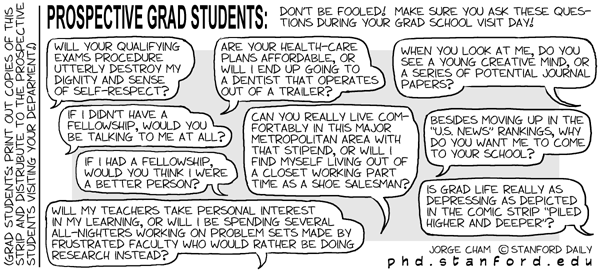 (GRAD STUDENTS: PRINT OUT COPIES OF THIS
STRIP AND DISTRUBUTE TO THE PROSPECTIVE
STUDENTS VISITING YOUR DEPARMENT!)
PROSPECTIVE GRAD STUDENTS:
DON'T BE FOOLED! MAKE SURE YOU ASK THESE QUES-
TIONS DURING YOUR GRAD SCHOOL VISIT DAY!
WILL YOUR QUALIFYING
EXAMS PROCEDURE
UTTERLY DESTROY MY
DIGNITY AND SENSE
OF SELF-RESPECT?
ARE YOUR HEALTH-CARE
PLANS AFFORDABLE, OR
WILL I END UP GOING
TO A DENTIST THAT OPERATES
OUT OF A TRAILER?
WHEN YOU LOOK AT ME, DO YOU
SEE A YOUNG CREATIVE MIND, OR
A SERIES OF POTENTIAL JOURNAL
PAPERS?
IF I DIDN'T HAVE A
FELLOWSHIP, WOULD YOU
BE TALKING TO ME AT ALL?
CAN YOU REALLY LIVE COM-
FORTABLY IN THIS MAJOR
METROPOLITAN AREA WITH
THAT STIPEND, OR WILL I
FIND MYSELF LIVING OUT OF
A CLOSET WORKING PART
TIME AS A SHOE SALESMAN?
BESIDES MOVING UP IN THE
"U.S. NEWS" RANKINGS, WHY
DO YOU WANT ME TO COME
TO YOUR SCHOOL?
IF I HAD A FELLOWSHIP,
WOULD YOU THINK I WERE
A BETTER PERSON?
IS GRAD LIFE REALLY AS
DEPRESSING AS DEPICTED
IN THE COMIC STRIP "PILED
HIGHER AND DEEPER"?
WILL MY TEACHERS TAKE PERSONAL INTEREST
IN MY LEARNING, OR WILL I BE SPENDING SEVERAL
ALL-NIGHTERS WORKING ON PROBLEM SETS MADE BY
FRUSTRATED FACULTY WHO WOULD RATHER BE DOING
RESEARCH INSTEAD?
JORGE CHAM © STANFORD DAILY
phd.stanford.edu